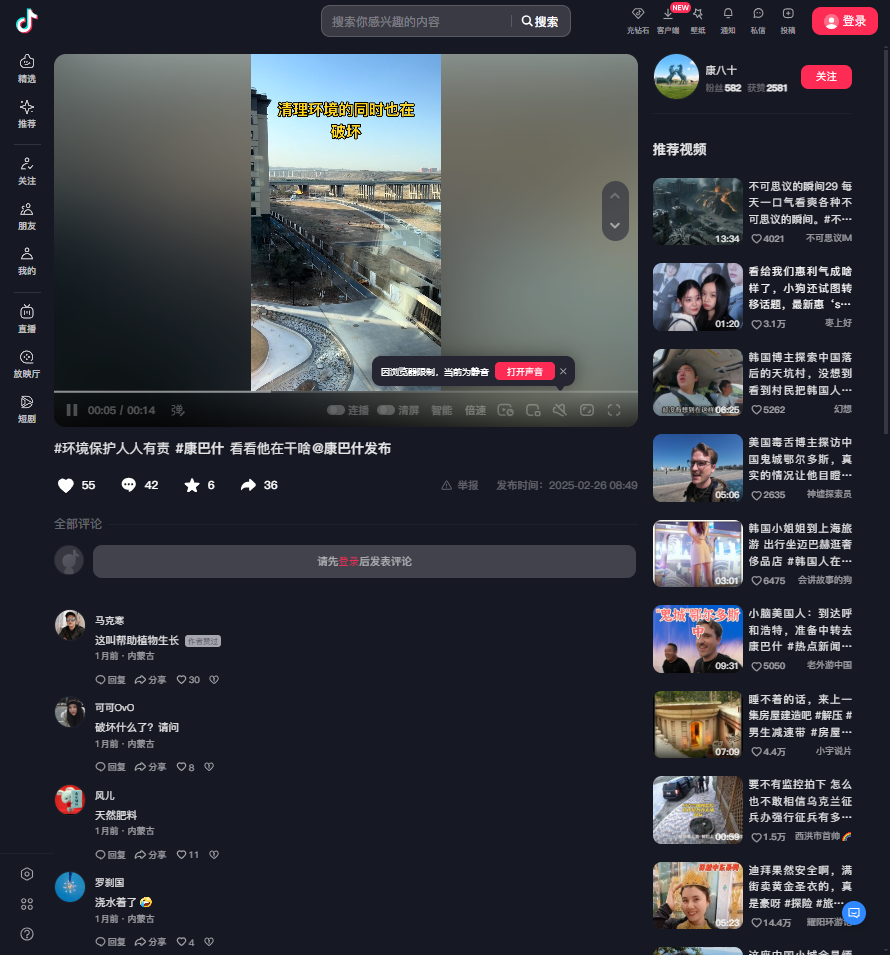 搜索你感兴趣的内容
搜索
充钻石
客户端
NEW
壁纸
通知
私信
投稿
登录
精选
推荐
关注
朋友
我的
直播
放映厅
短剧
清理环境的同时也在
破坏
因浏览器限制，当前为静音
打开声音
00:05 / 00:14
弹
连播
清屏
智能
倍速
#环境保护人人有责 #康巴什 看看他在干啥@康巴什发布
55
42
6
36
举报
发布时间：2025-02-26 08:49
全部评论
请先登录后发表评论
马克寒
这叫帮助植物生长 作者赞过
1月前 · 内蒙古
回复 分享 30
可可OvO
破坏什么了？请问
1月前 · 内蒙古
回复 分享 8
风儿
天然肥料
1月前 · 内蒙古
回复 分享 11
罗刹国
浇水着了🤣
1月前 · 内蒙古
回复 分享 4
康八十
粉丝582 获赞2581
关注
推荐视频
13:34
不可思议的瞬间29 每
天一口气看爽各种不
可思议的瞬间。#不…
4021 不可思议IM
01:20
看给我们惠利气成啥
样了，小狗还试图转
移话题，最新惠‘s…
3.1万 枣上好
06:25
韩国博主探索中国落
后的天坑村，没想到
看到村民把韩国人…
5262 幻想
05:06
美国毒舌博主探访中
国鬼城鄂尔多斯，真
实的情况让他目瞪…
2635 神墟探索员
03:01
韩国小姐姐到上海旅
游 出行坐迈巴赫逛奢
侈品店 #韩国人在…
6475 会讲故事的狗
"鬼城"鄂尔多斯
中
09:31
小脑美国人：到达呼
和浩特，准备中转去
康巴什 #热点新闻…
5050 老外游中国
07:09
睡不着的话，来上一
集房屋建造吧 #解压 #
男生减速带 #房屋…
4.4万 小宇说片
00:59
要不有监控拍下 怎么
也不敢相信乌克兰征
兵办强行征兵有多…
1.5万 西洪市首帅🌈
05:23
迪拜果然安全啊，满
街卖黄金圣衣的，真
是豪呀 #探险 #旅…
14.4万 耀阳环游记